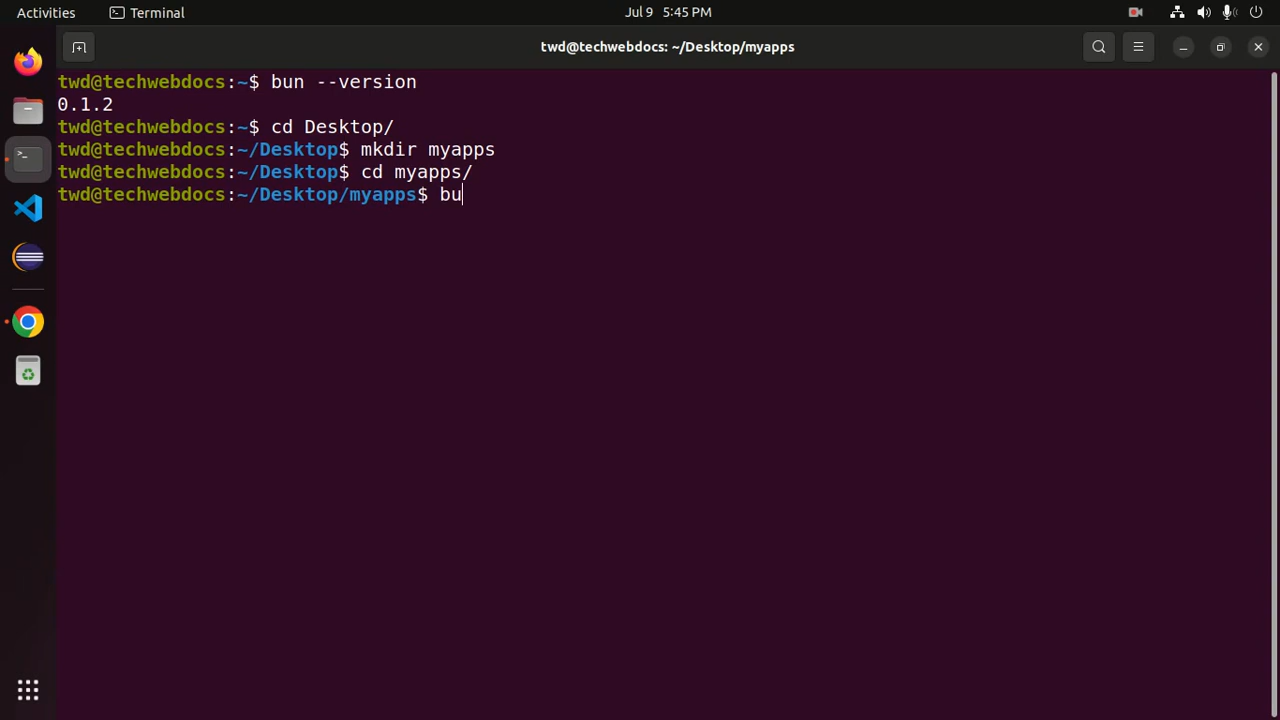 Activities
Terminal
Jul 9 5:45 PM
twd@techwebdocs: ~/Desktop/myapps
twd@techwebdocs:~$ bun --version
0.1.2
twd@techwebdocs:~$ cd Desktop/
twd@techwebdocs:~/Desktop$ mkdir myapps
twd@techwebdocs:~/Desktop$ cd myapps/
twd@techwebdocs:~/Desktop/myapps$ bu